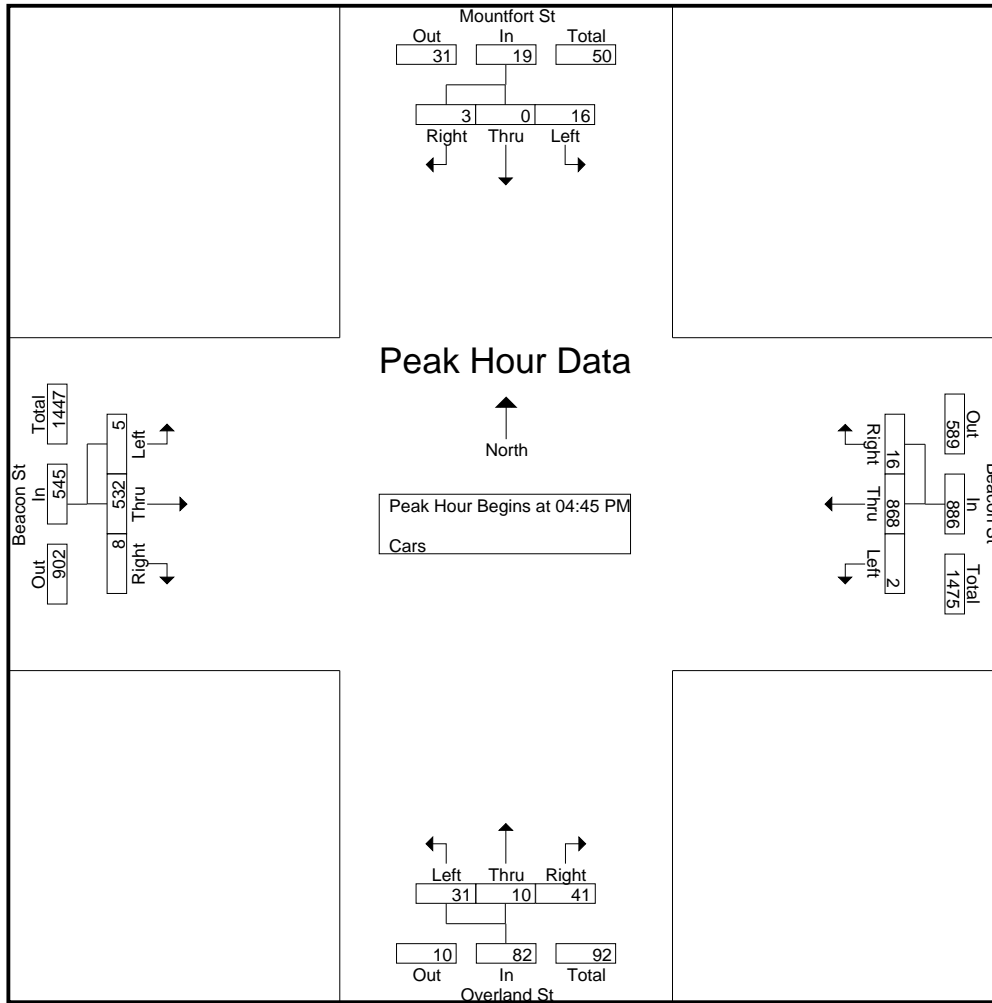 Mountfort St
Out In Total
31 19 50
3 0 16
Right Thru Left
Peak Hour Data
North
Peak Hour Begins at 04:45 PM
Cars
Beacon St
Total In Out
1447 545 902
5 532 8
Left Thru Right
Beacon St
Out In Total
589 886 1475
16 868 2
Right Thru Left
Left Thru Right
31 10 41
10 82 92
Out In Total
Overland St